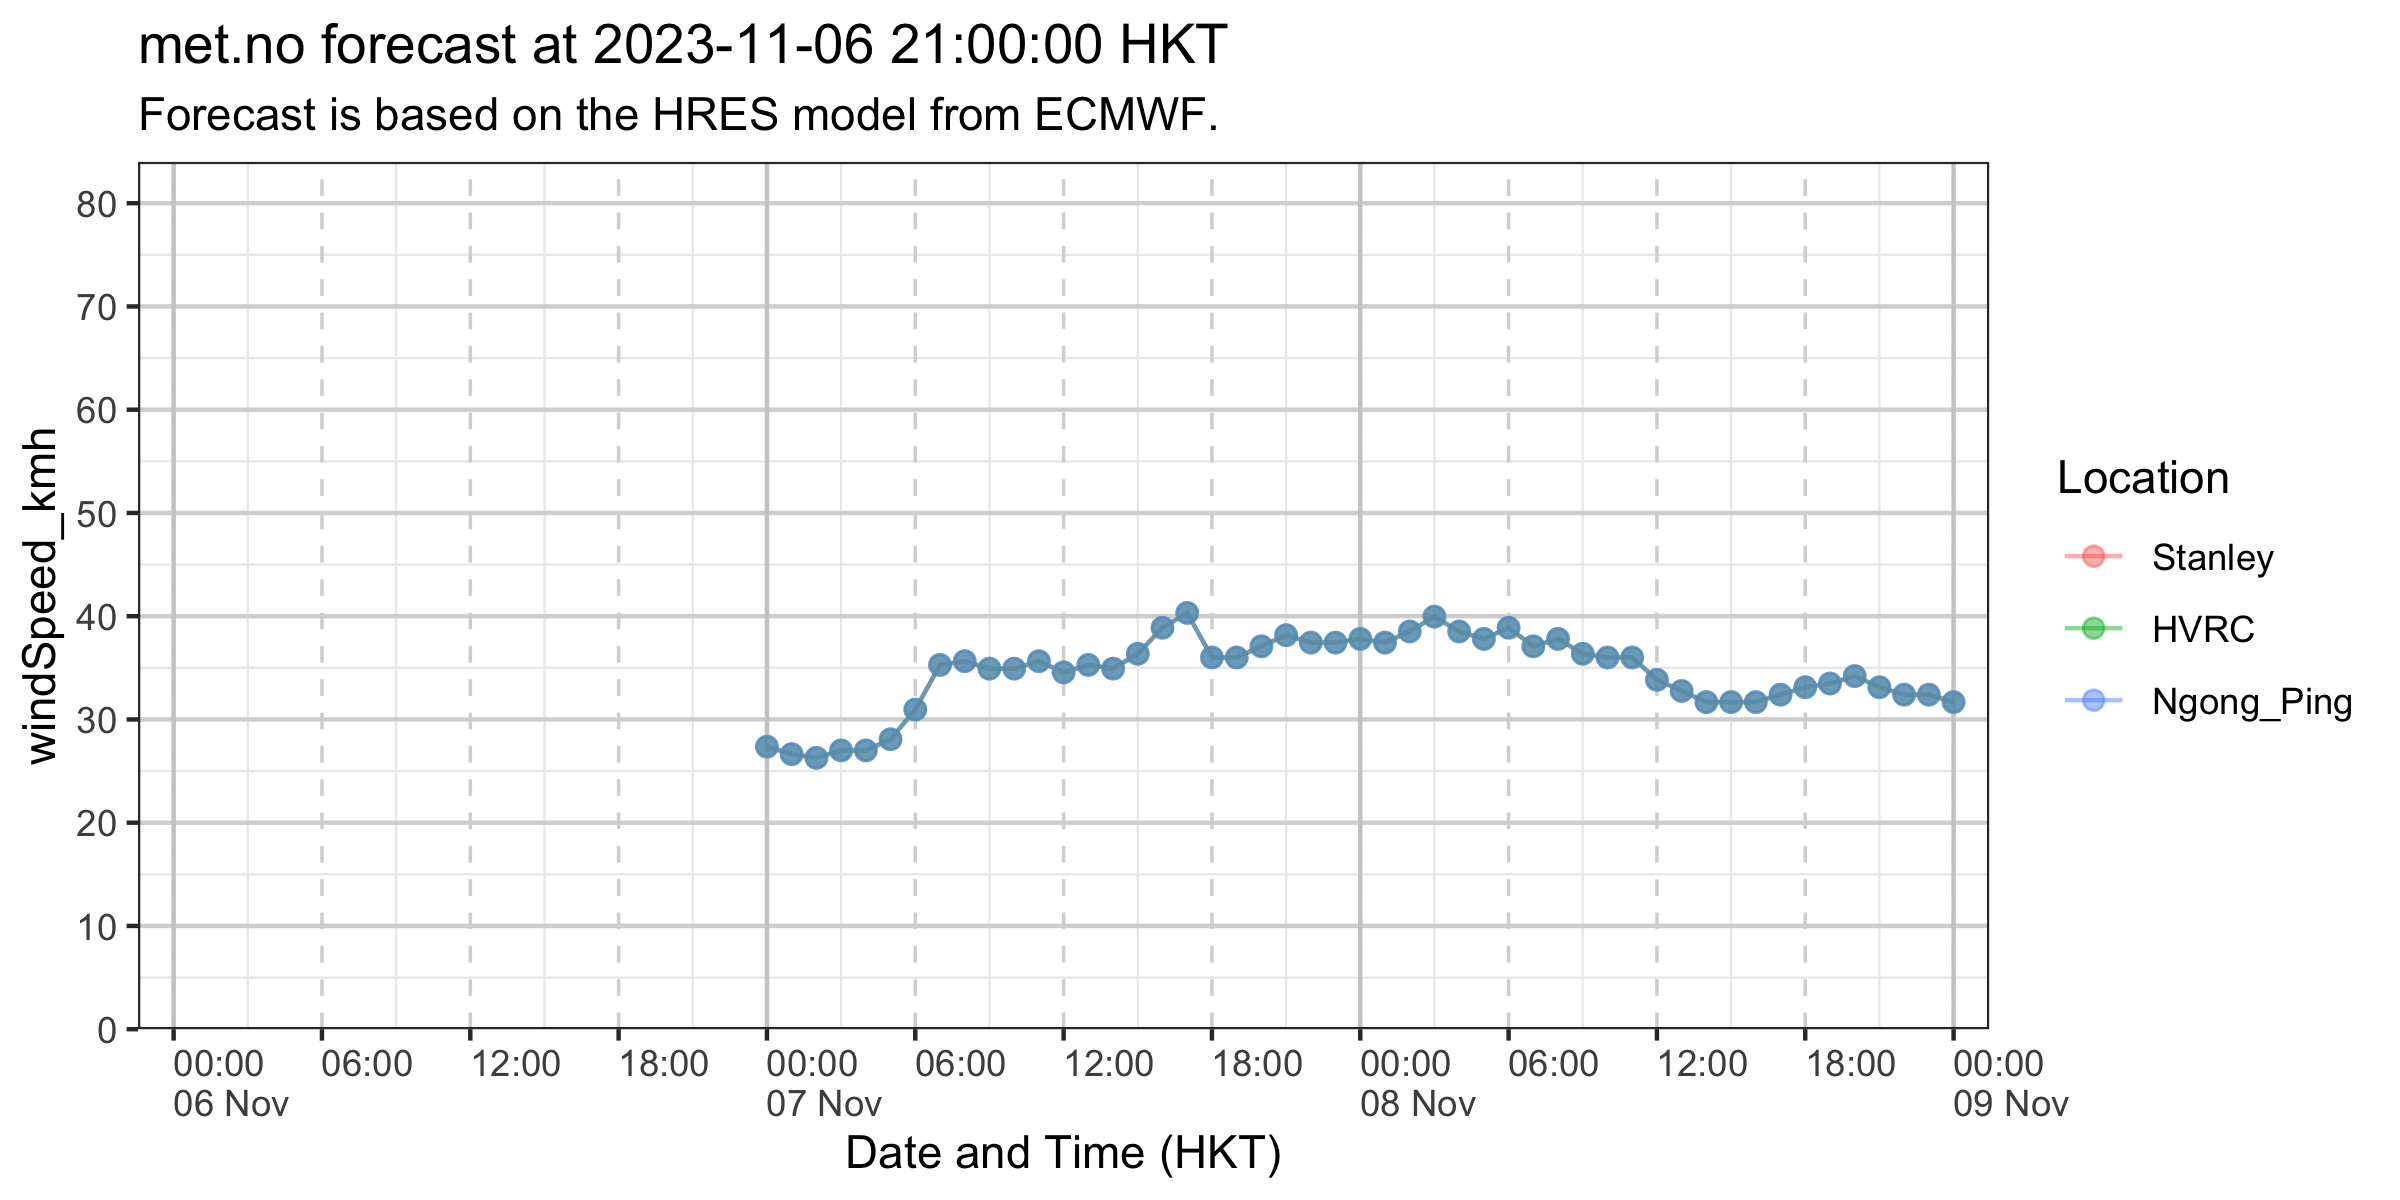 met.no forecast at 2023-11-06 21:00:00 HKT
Forecast is based on the HRES model from ECMWF.
windSpeed_kmh
80
70
60
50
40
30
20
10
0
00:00 06:00 12:00 18:00 00:00 06:00 12:00 18:00 00:00 06:00 12:00 18:00 00:00
06 Nov 07 Nov 08 Nov 09 Nov
Date and Time (HKT)
Location
Stanley
HVRC
Ngong_Ping